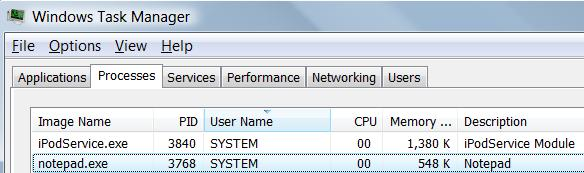 Windows Task Manager
File Options View Help
Applications Processes Services Performance Networking Users
Image Name PID User Name CPU Memory ... Description
iPodService.exe 3840 SYSTEM 00 1,380 K iPodService Module
notepad.exe 3768 SYSTEM 00 548 K Notepad